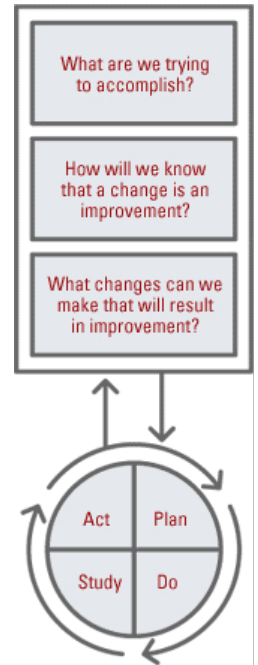 What are we trying
to accomplish?
How will we know
that a change is an
improvement?
What changes can we
make that will result
in improvement?
Act
Plan
Study
Do